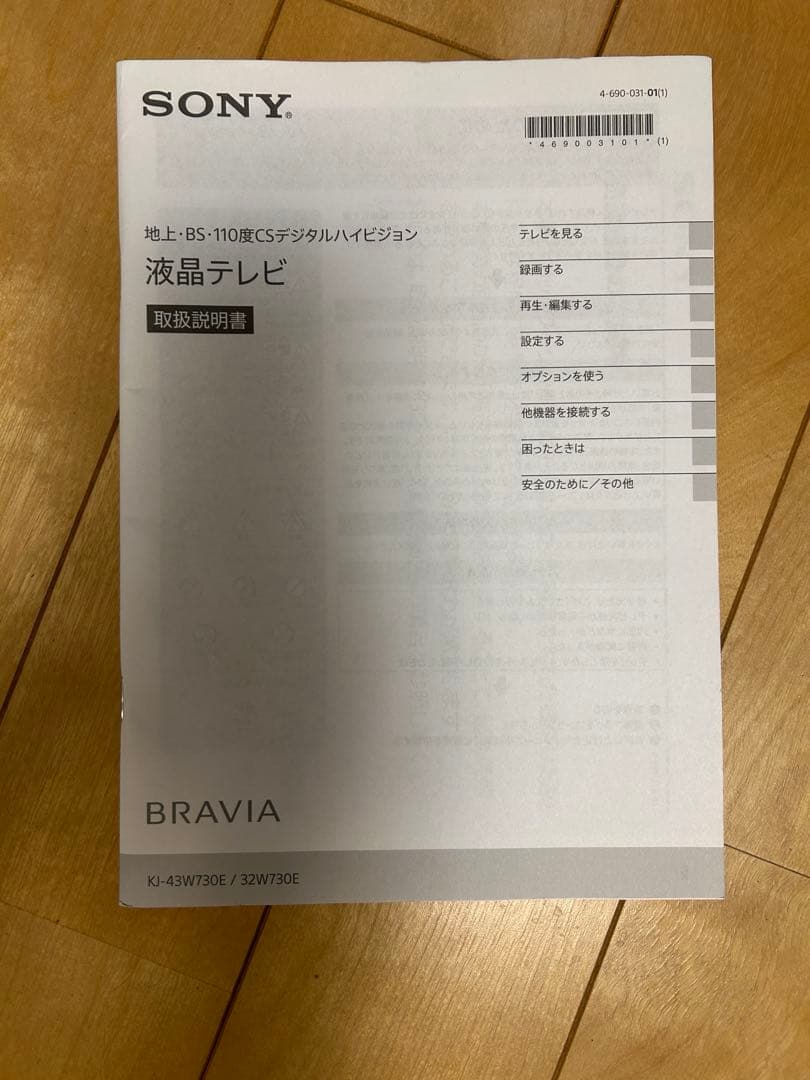 SONY®
4-690-031-01(1)
*469003101* (1)
地上・BS・110度CSデジタルハイビジョン
液晶テレビ
取扱説明書
テレビを見る
録画する
再生・編集する
設定する
オプションを使う
他機器を接続する
困ったときは
安全のために／その他
BRAVIA
KJ-43W730E / 32W730E